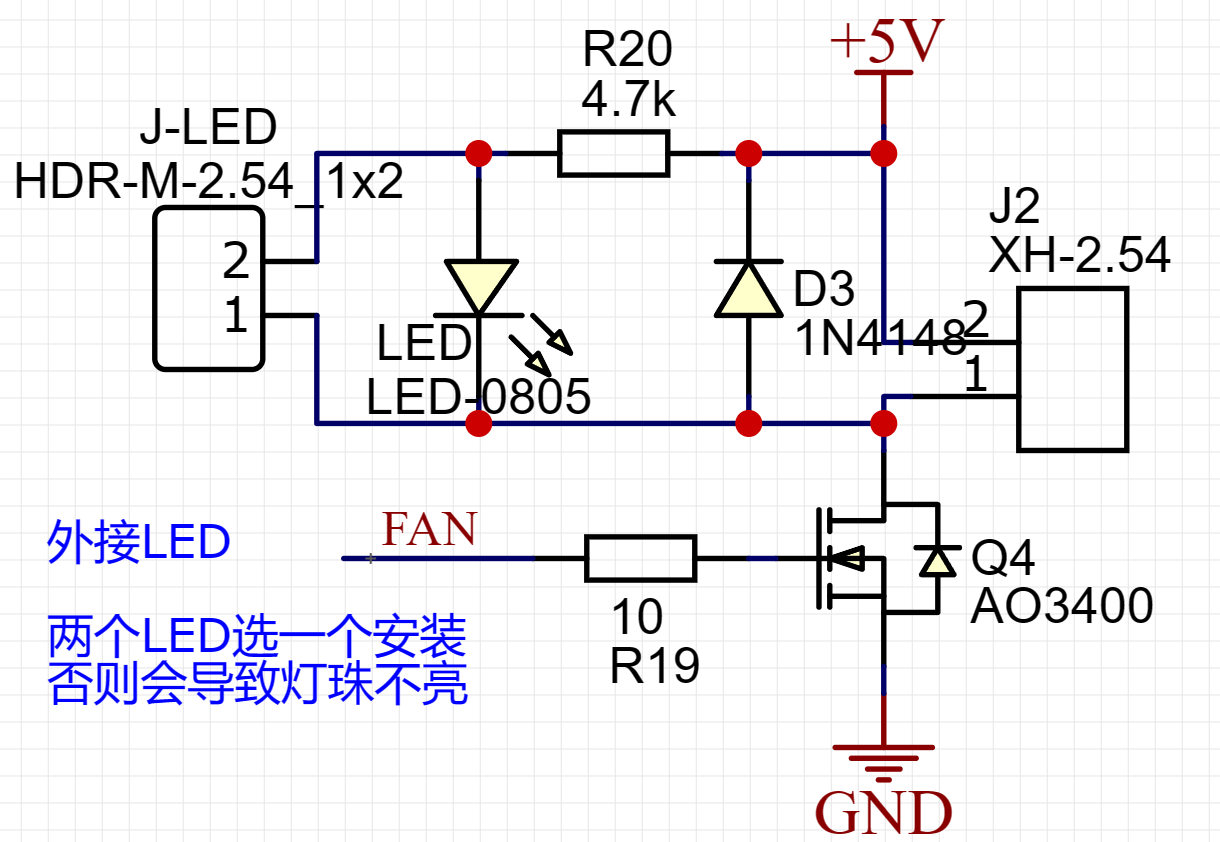 +5V
R20
4.7k
J-LED
HDR-M-2.54_1x2
2
1
J2
XH-2.54
2
1
D3
1N4148
LED
LED-0805
FAN
外接LED
10
R19
Q4
AO3400
两个LED选一个安装
否则会导致灯珠不亮
GND